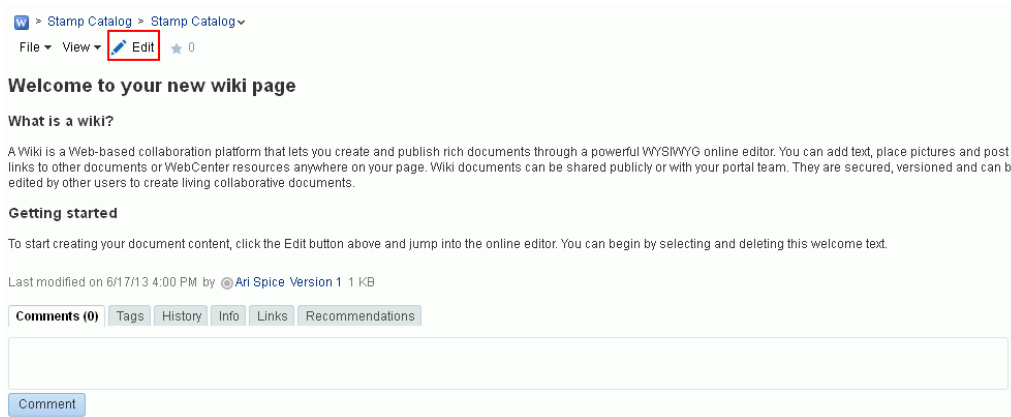 W > Stamp Catalog > Stamp Catalog
File View Edit 0
Welcome to your new wiki page
What is a wiki?
A Wiki is a Web-based collaboration platform that lets you create and publish rich documents through a powerful WYSIWYG online editor. You can add text, place pictures and post
links to other documents or WebCenter resources anywhere on your page. Wiki documents can be shared publicly or with your portal team. They are secured, versioned and can b
edited by other users to create living collaborative documents.
Getting started
To start creating your document content, click the Edit button above and jump into the online editor. You can begin by selecting and deleting this welcome text.
Last modified on 6/17/13 4:00 PM by Ari Spice Version 1 1 KB
Comments (0) Tags History Info Links Recommendations
Comment